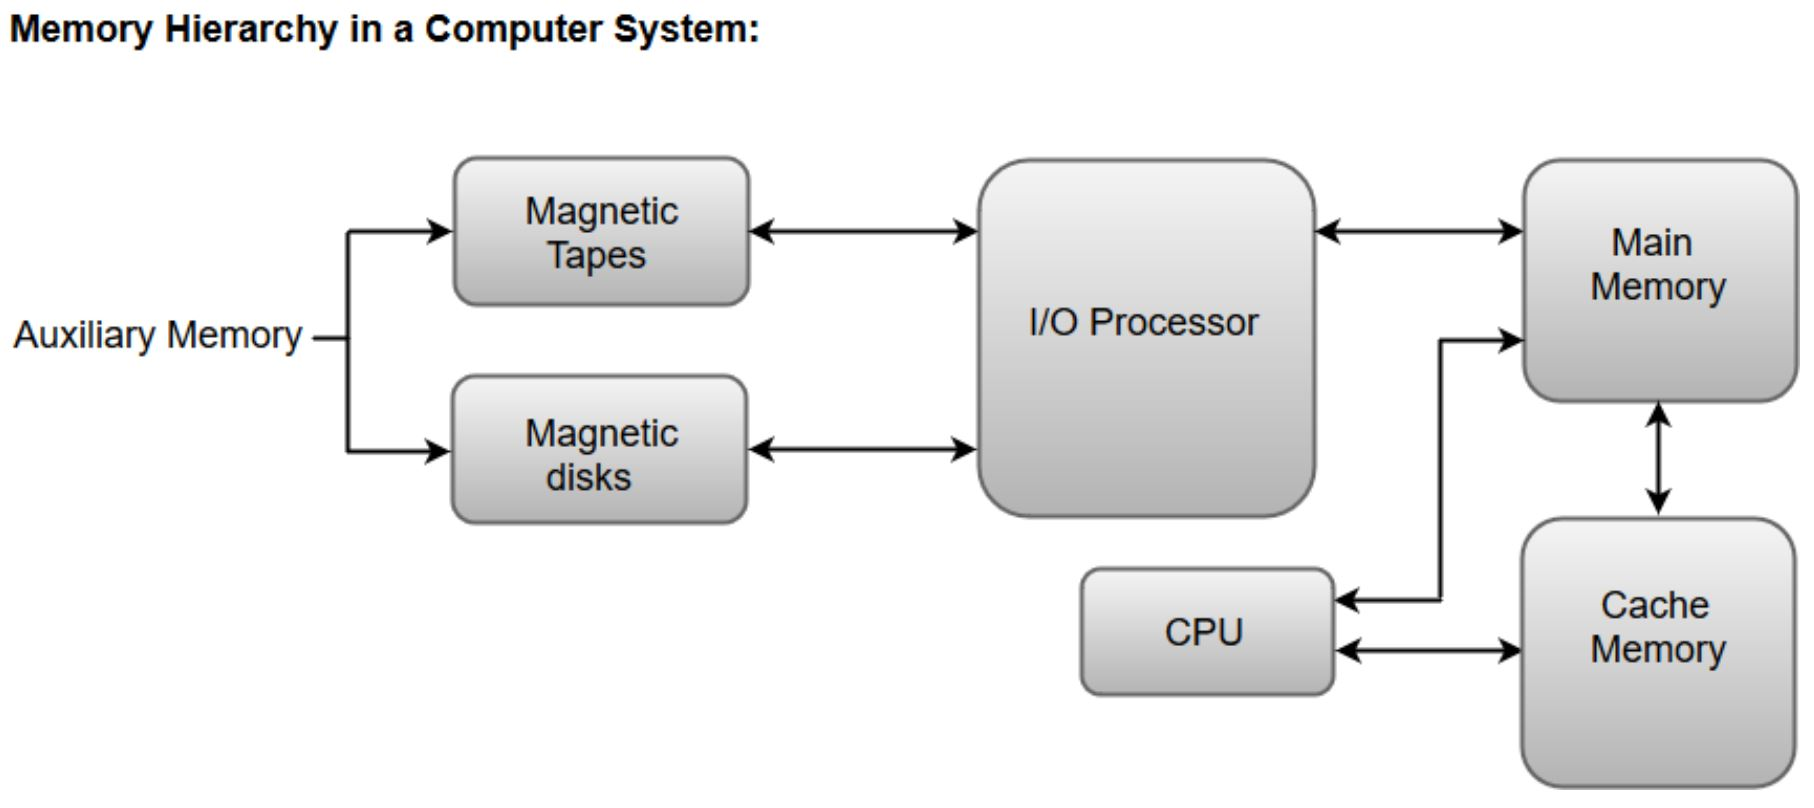 Memory Hierarchy in a Computer System:
Magnetic
Tapes
Auxiliary Memory
Magnetic
disks
I/O Processor
Main
Memory
CPU
Cache
Memory